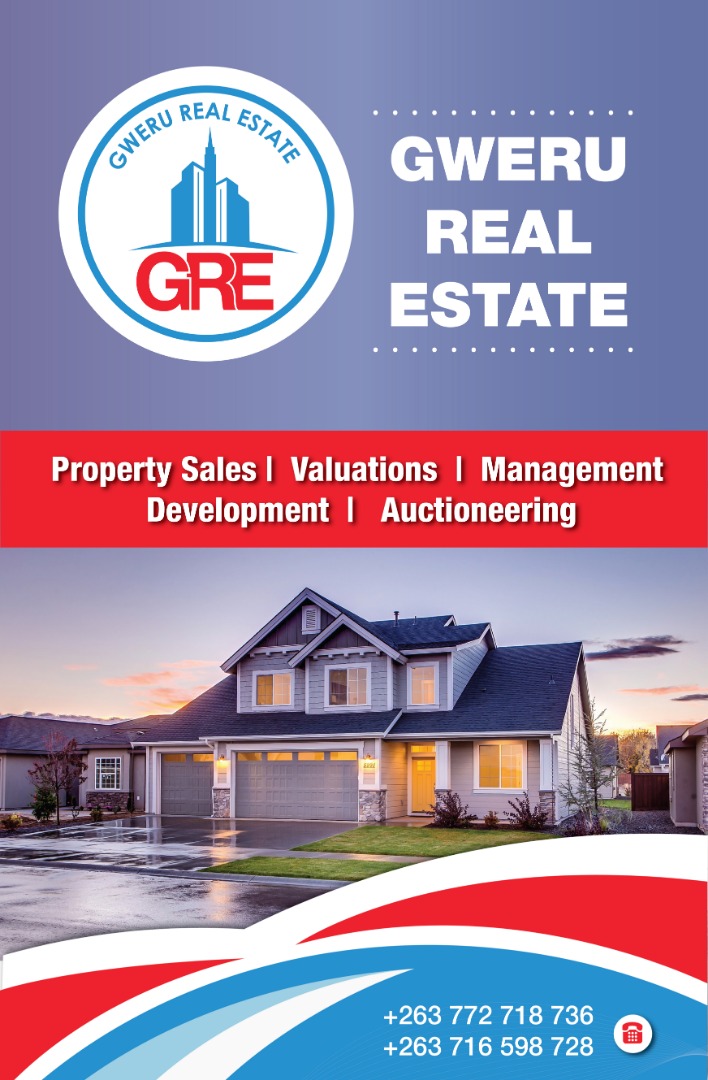 GWERU REAL ESTATE
GRE
GWERU
REAL
ESTATE
Property Sales | Valuations | Management
Development | Auctioneering
+263 772 718 736
+263 716 598 728